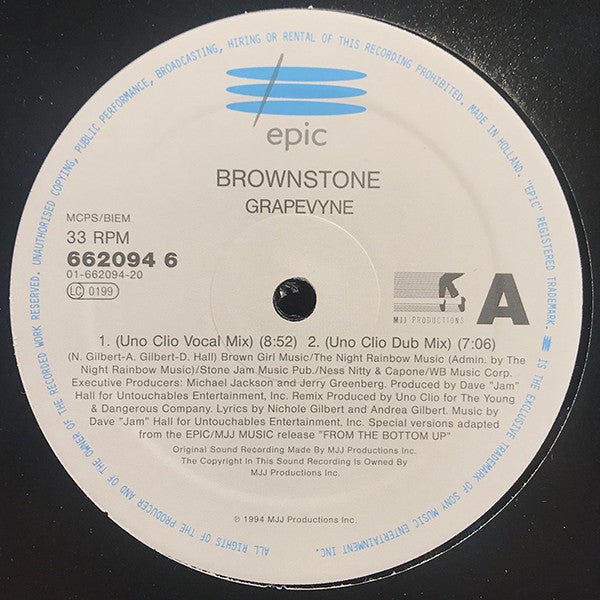 epic
BROWNSTONE
GRAPEVYNE
MCPS/BIEM
33 RPM
662094 6
01-662094-20
LC 0199
MJJ PRODUCTIONS
A
1. (Uno Clio Vocal Mix) (8:52) 2. (Uno Clio Dub Mix) (7:06)
(N. Gilbert-A. Gilbert-D. Hall) Brown Girl Music/The Night Rainbow Music (Admin. by The
Night Rainbow Music)/Stone Jam Music Pub./Ness Nitty & Capone/WB Music Corp.
Executive Producers: Michael Jackson and Jerry Greenberg. Produced by Dave "Jam"
Hall for Untouchables Entertainment, Inc. Remix Produced by Uno Clio for The Young
& Dangerous Company. Lyrics by Nichole Gilbert and Andrea Gilbert. Music by
Dave "Jam" Hall for Untouchables Entertainment, Inc. Special versions adapted
from the EPIC/MJJ MUSIC release "FROM THE BOTTOM UP"
Original Sound Recording Made By MJJ Productions Inc.
The Copyright In This Sound Recording Is Owned By
MJJ Productions Inc.
℗ 1994 MJJ Productions Inc.
ALL RIGHTS OF THE PRODUCER AND OF THE OWNER OF THE RECORDED WORK RESERVED. UNAUTHORISED COPYING, PUBLIC PERFORMANCE, BROADCASTING, HIRING OR RENTAL OF THIS RECORDING PROHIBITED. MADE IN HOLLAND. "EPIC" REGISTERED TRADEMARK. IS THE EXCLUSIVE TRADEMARK OF SONY MUSIC ENTERTAINMENT INC.